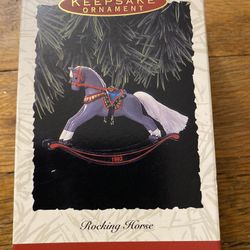 KEEPSAKE
ORNAMENT
1993
Rocking Horse